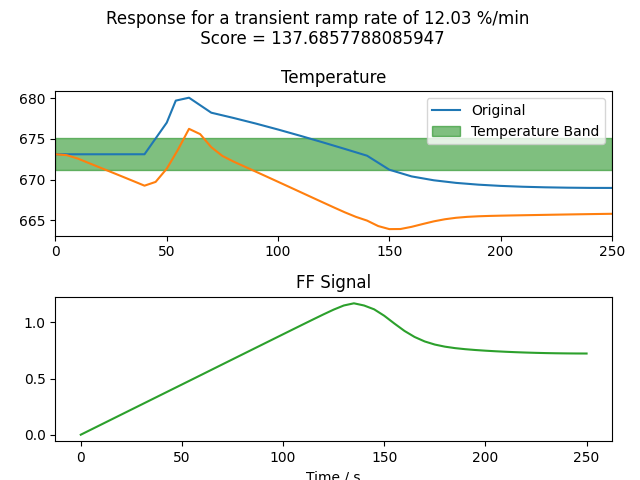 Response for a transient ramp rate of 12.03 %/min
Score = 137.6857788085947
Temperature
680
675
670
665
Original
Temperature Band
0
50
100
150
200
250
FF Signal
1.0
0.5
0.0
0
50
100
150
200
250
Time / s